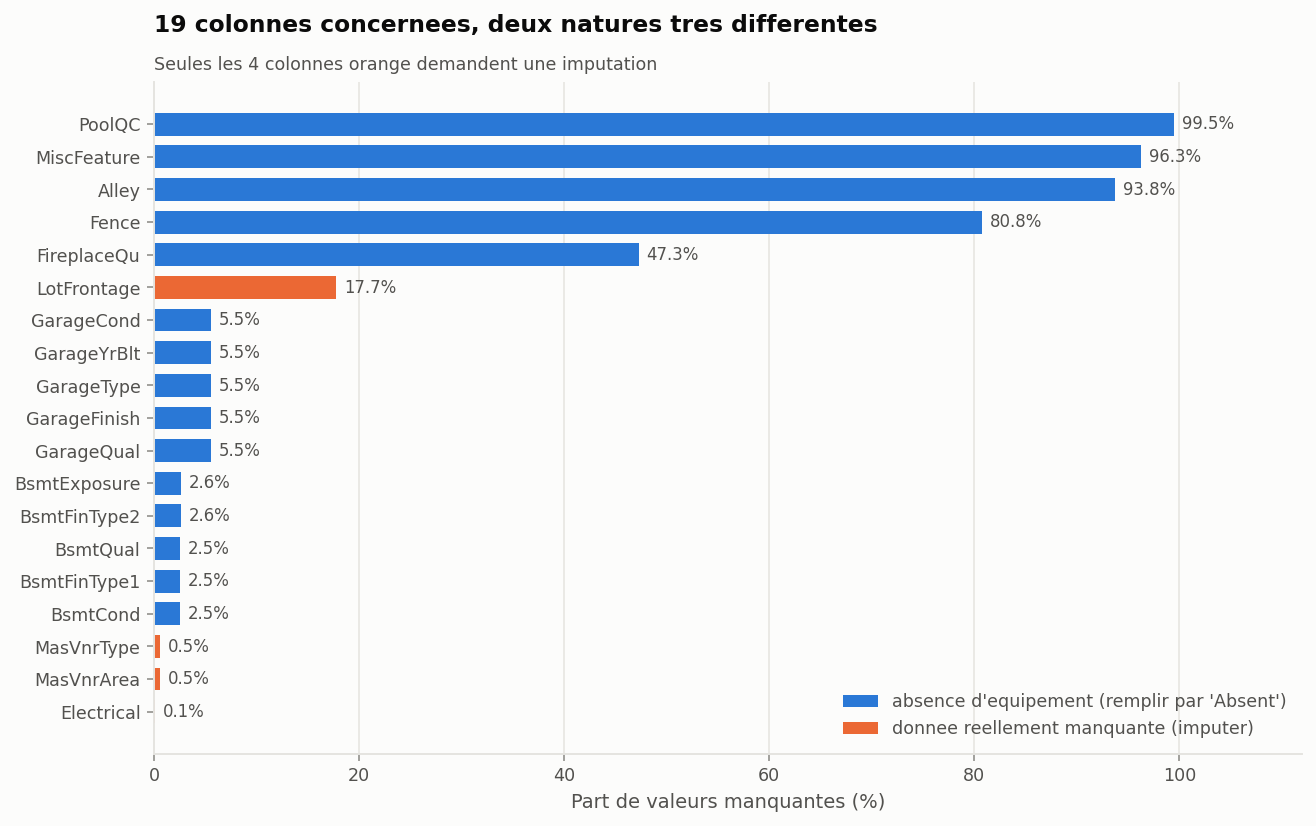 19 colonnes concernees, deux natures tres differentes
Seules les 4 colonnes orange demandent une imputation
PoolQC 99.5%
MiscFeature 96.3%
Alley 93.8%
Fence 80.8%
FireplaceQu 47.3%
LotFrontage 17.7%
GarageCond 5.5%
GarageYrBlt 5.5%
GarageType 5.5%
GarageFinish 5.5%
GarageQual 5.5%
BsmtExposure 2.6%
BsmtFinType2 2.6%
BsmtQual 2.5%
BsmtFinType1 2.5%
BsmtCond 2.5%
MasVnrType 0.5%
MasVnrArea 0.5%
Electrical 0.1%
absence d'equipement (remplir par 'Absent')
donnee reellement manquante (imputer)
0 20 40 60 80 100
Part de valeurs manquantes (%)